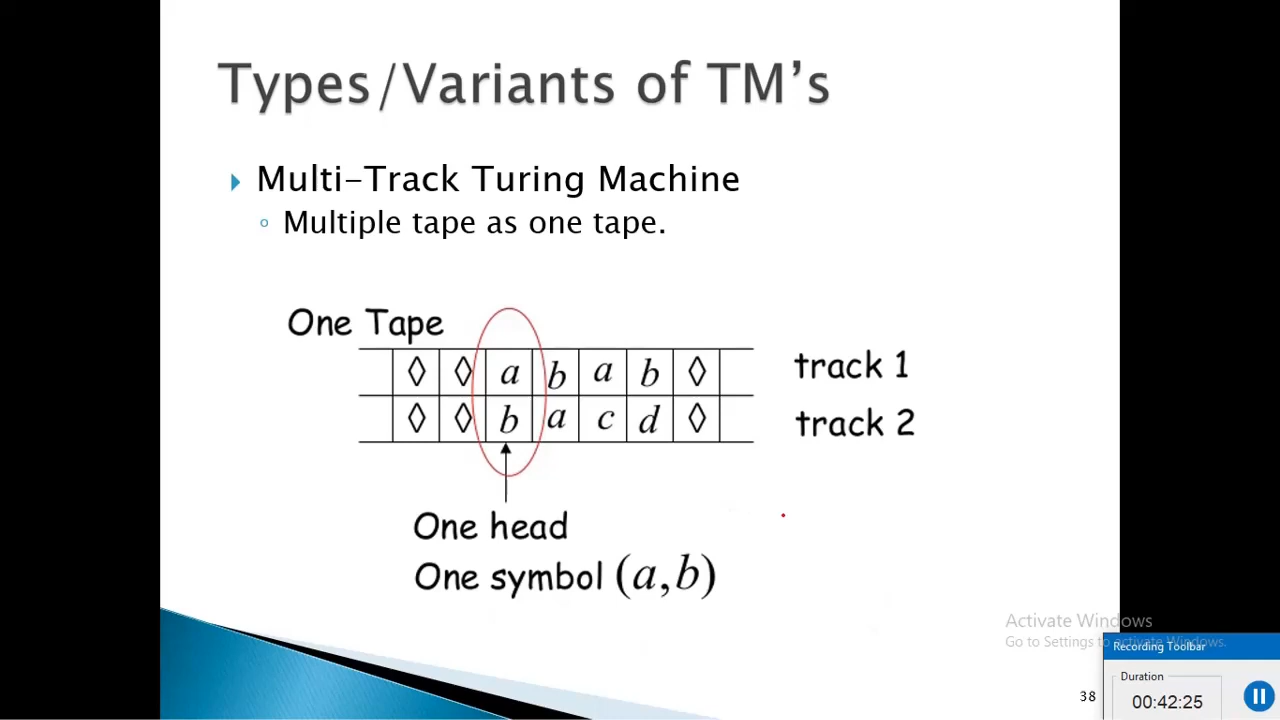 Types/Variants of TM's
Multi-Track Turing Machine
Multiple tape as one tape.
One Tape
◊ ◊ a b a b ◊ track 1
◊ ◊ b a c d ◊ track 2
One head
One symbol (a,b)
Activate Windows
Go to Settings to activate Windows.
Recording Toolbar
Duration
38
00:42:25